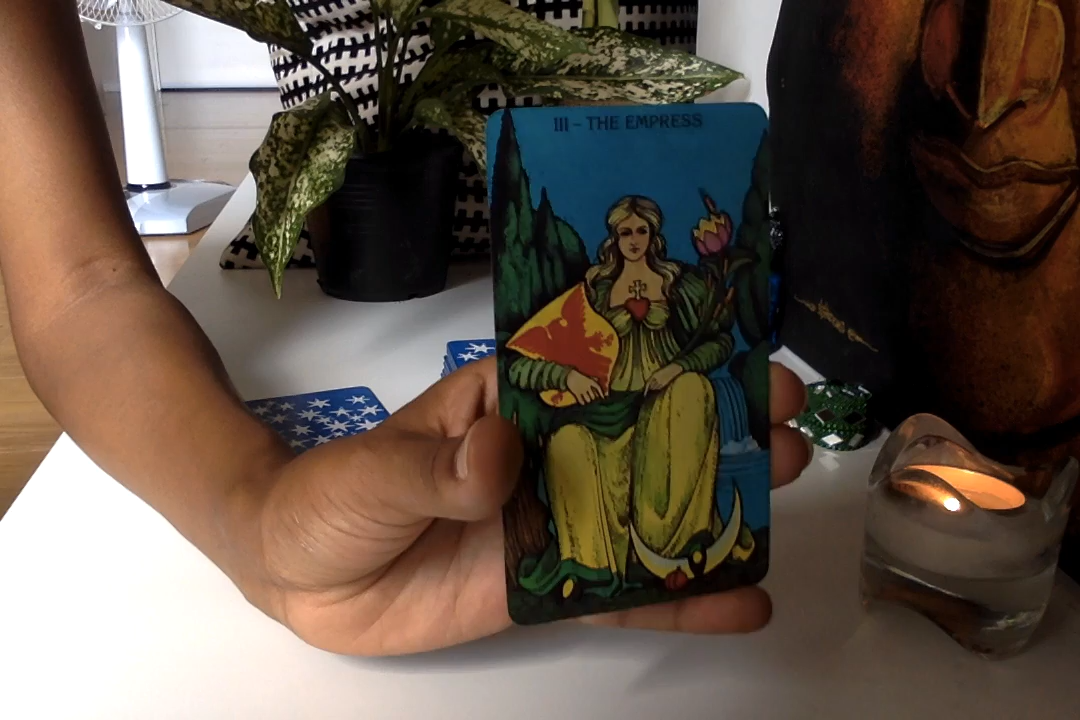 III – THE EMPRESS